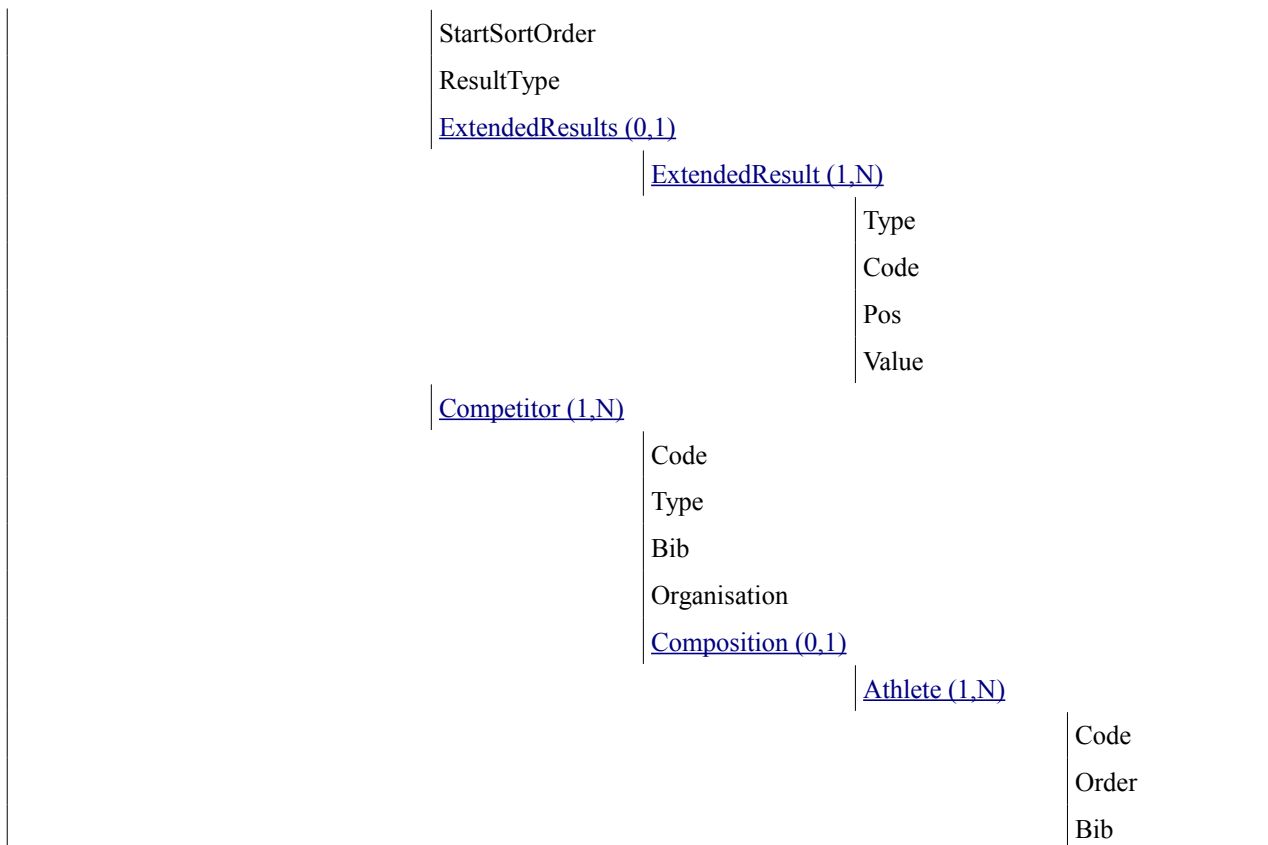 StartSortOrder
ResultType
ExtendedResults (0,1)
ExtendedResult (1,N)
Type
Code
Pos
Value
Competitor (1,N)
Code
Type
Bib
Organisation
Composition (0,1)
Athlete (1,N)
Code
Order
Bib